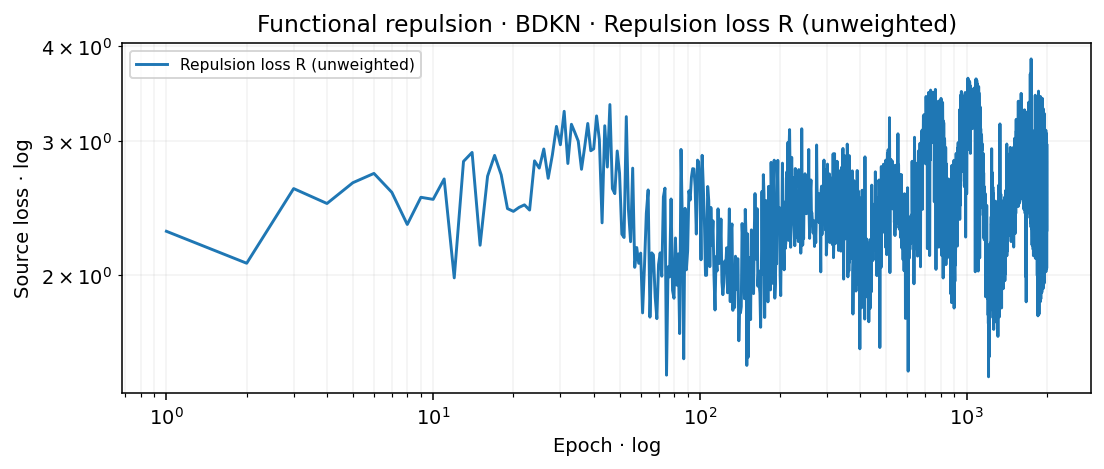 Functional repulsion · BDKN · Repulsion loss R (unweighted)
Repulsion loss R (unweighted)
Source loss · log
4 × 10⁰
3 × 10⁰
2 × 10⁰
10⁰ 10¹ 10² 10³
Epoch · log